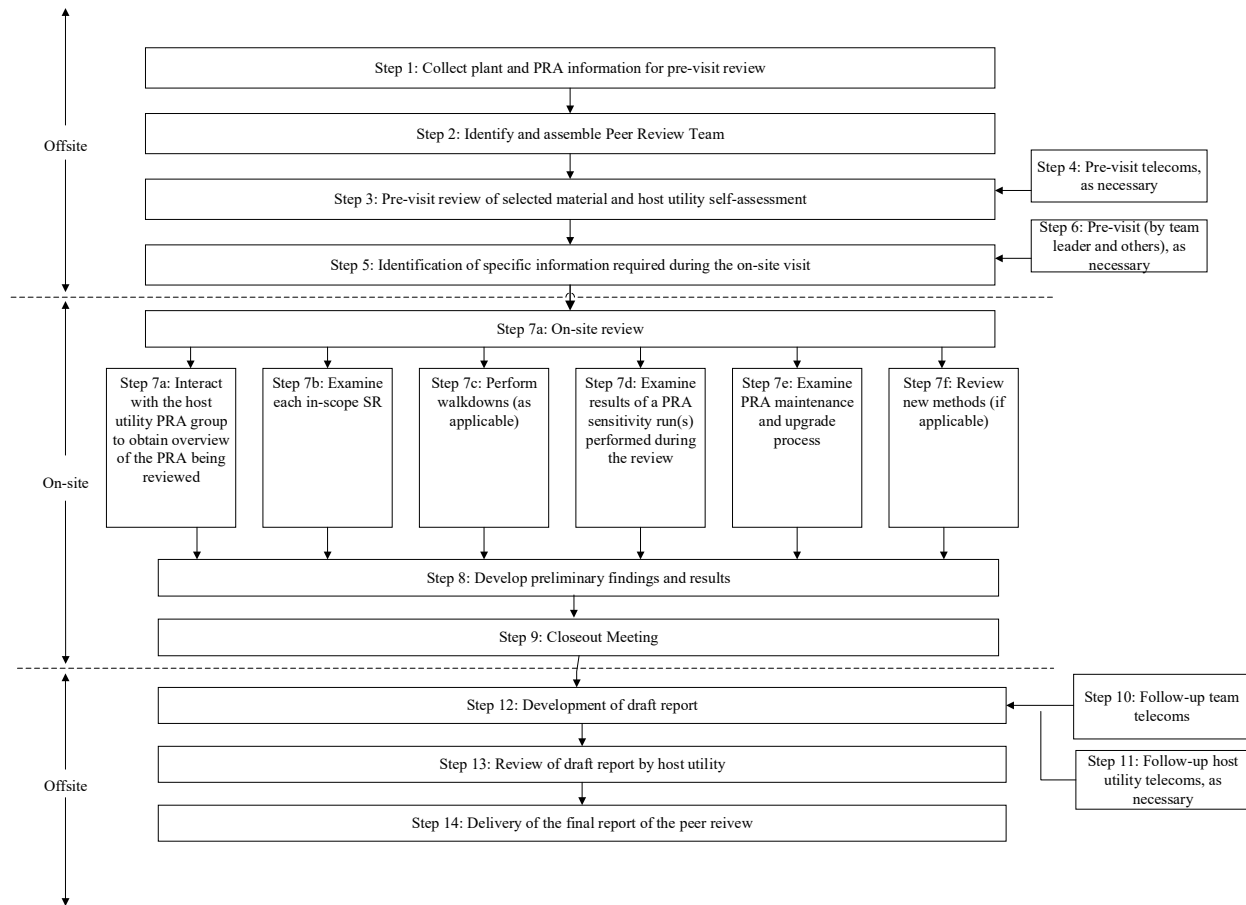 Step 1: Collect plant and PRA information for pre-visit review
Step 2: Identify and assemble Peer Review Team
Offsite
Step 4: Pre-visit telecoms,
as necessary
Step 3: Pre-visit review of selected material and host utility self-assessment
Step 6: Pre-visit (by team
leader and others), as
necessary
Step 5: Identification of specific information required during the on-site visit
Step 7a: On-site review
Step 7a: Interact
with the host
utility PRA group
to obtain overview
of the PRA being
reviewed
Step 7b: Examine
each in-scope SR
Step 7c: Perform
walkdowns (as
applicable)
Step 7d: Examine
results of a PRA
sensitivity run(s)
performed during
the review
Step 7e: Examine
PRA maintenance
and upgrade
process
Step 7f: Review
new methods (if
applicable)
On-site
Step 8: Develop preliminary findings and results
Step 9: Closeout Meeting
Step 10: Follow-up team
telecoms
Step 12: Development of draft report
Step 11: Follow-up host
utility telecoms, as
necessary
Step 13: Review of draft report by host utility
Offsite
Step 14: Delivery of the final report of the peer reivew